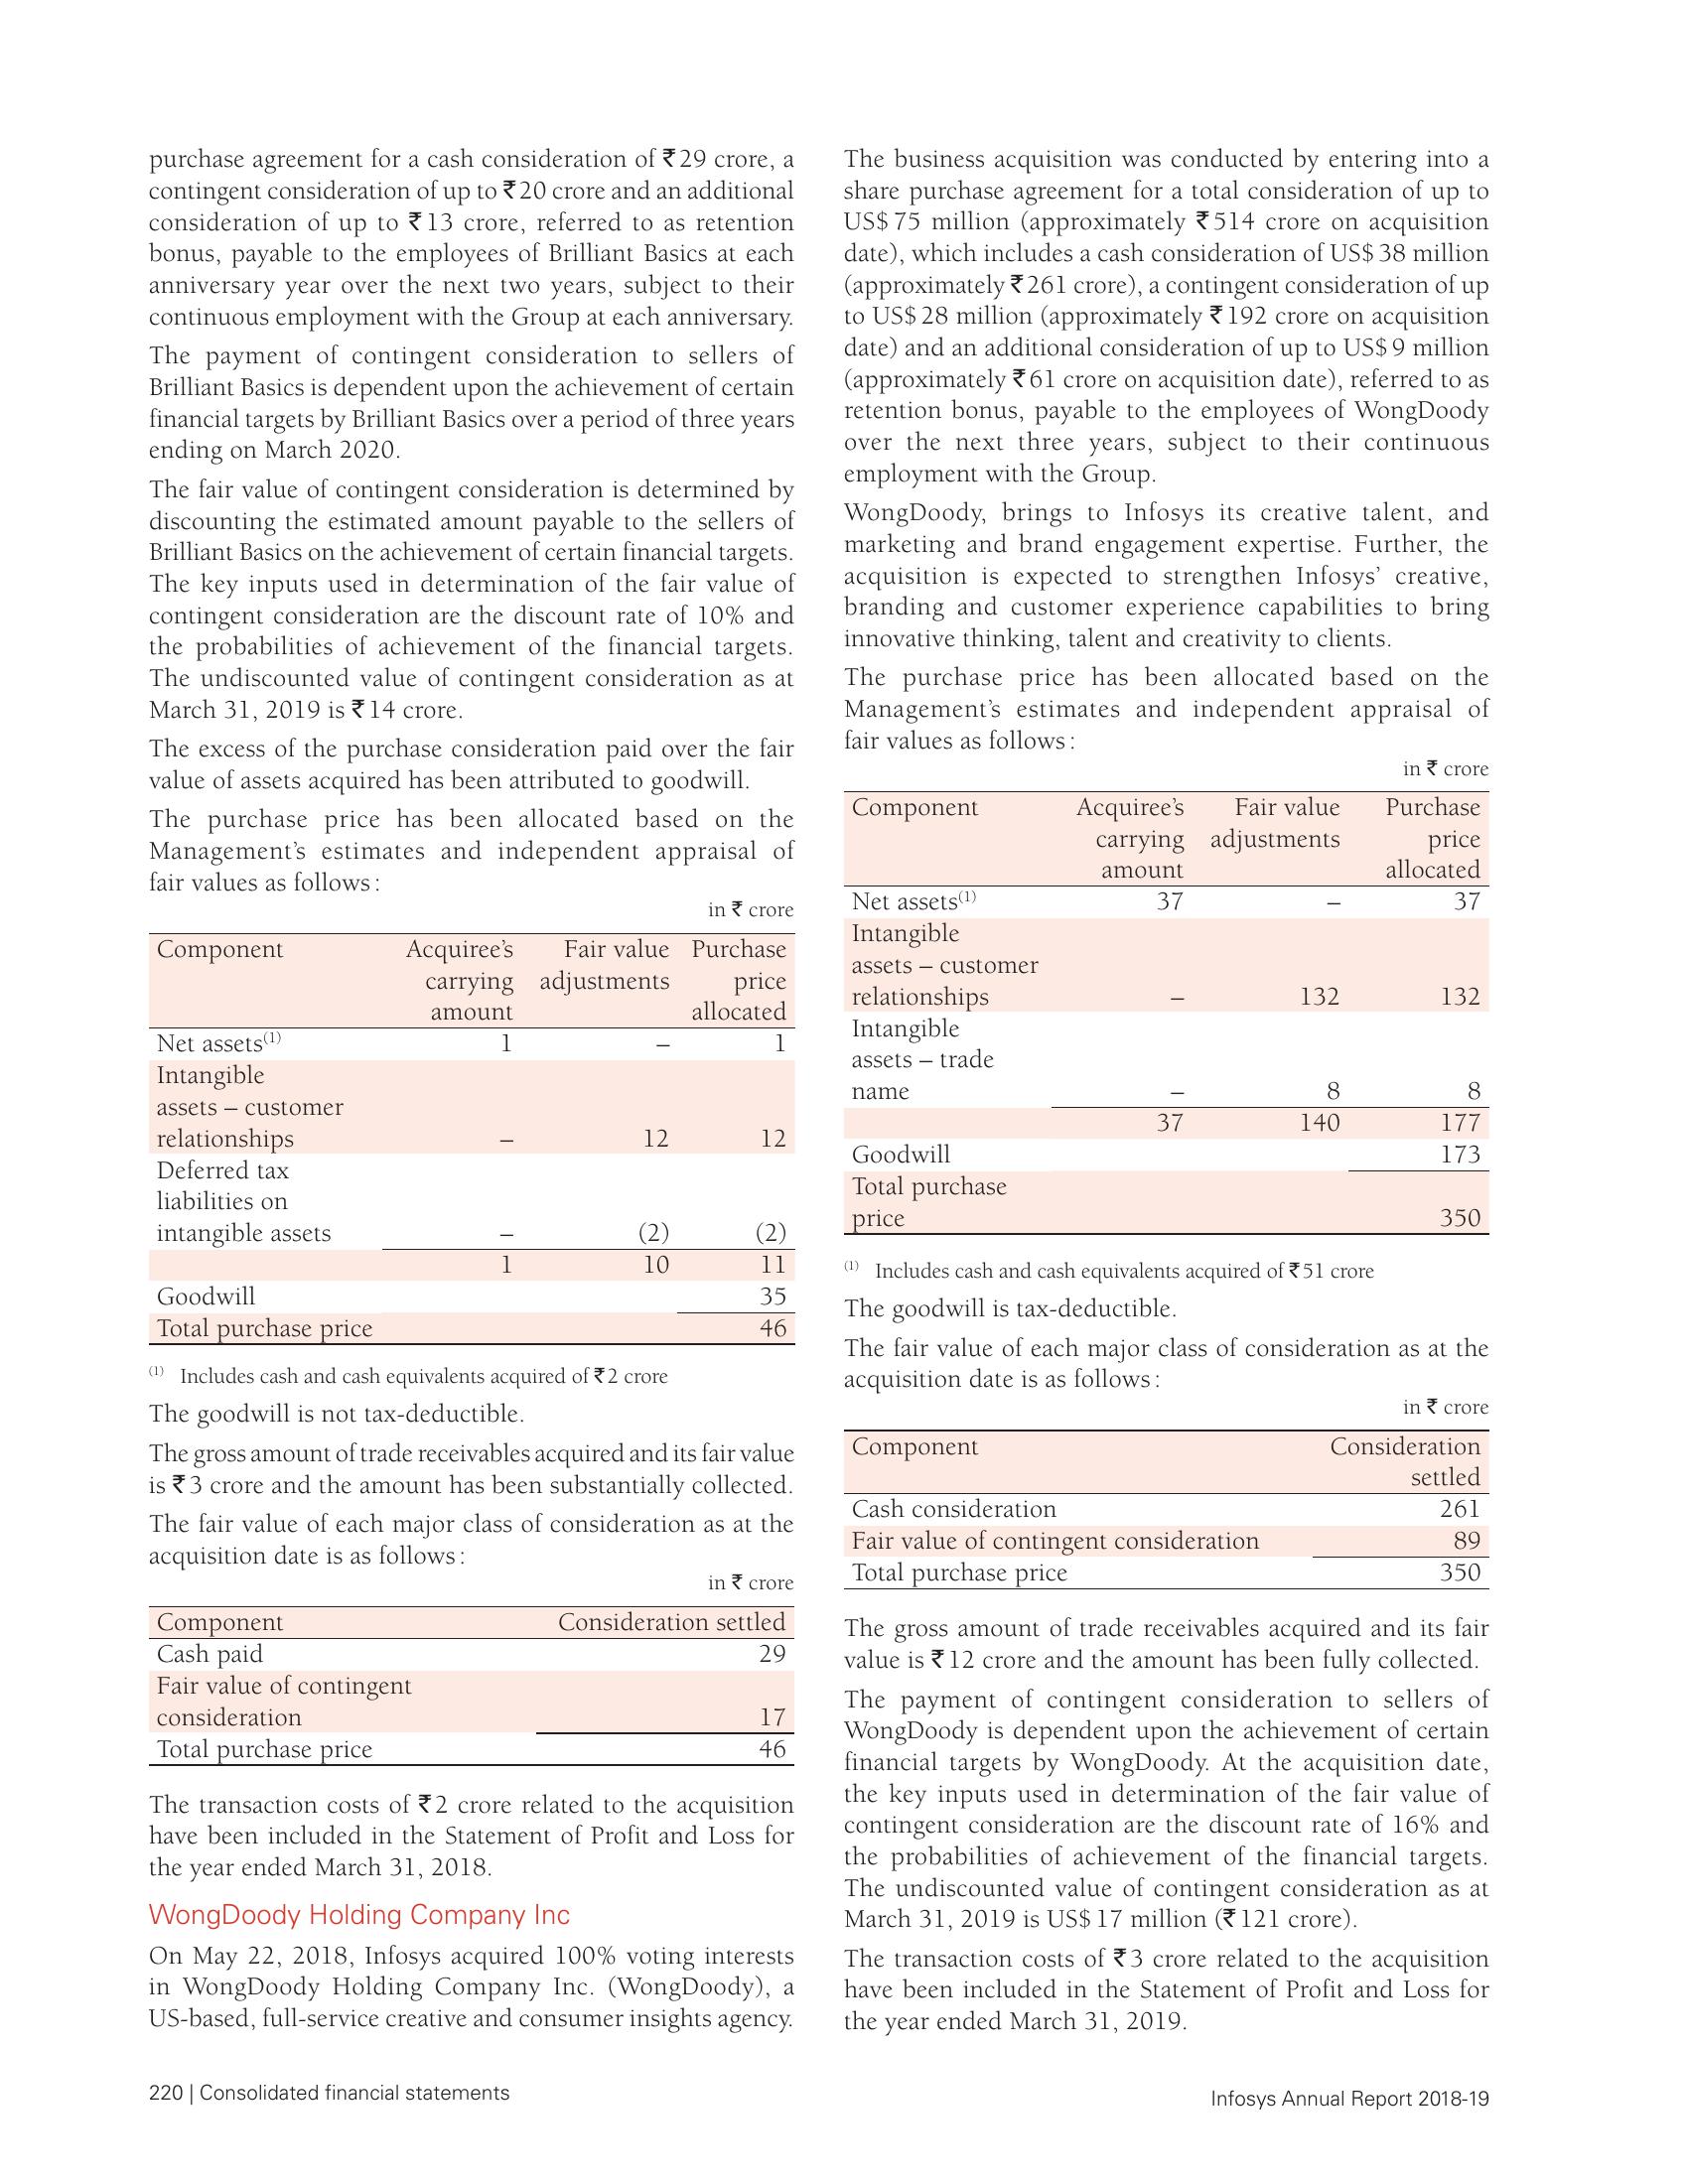 purchase agreement for a cash consideration of ₹ 29 crore, a
contingent consideration of up to ₹ 20 crore and an additional
consideration of up to ₹ 13 crore, referred to as retention
bonus, payable to the employees of Brilliant Basics at each
anniversary year over the next two years, subject to their
continuous employment with the Group at each anniversary.
The payment of contingent consideration to sellers of
Brilliant Basics is dependent upon the achievement of certain
financial targets by Brilliant Basics over a period of three years
ending on March 2020.
The fair value of contingent consideration is determined by
discounting the estimated amount payable to the sellers of
Brilliant Basics on the achievement of certain financial targets.
The key inputs used in determination of the fair value of
contingent consideration are the discount rate of 10% and
the probabilities of achievement of the financial targets.
The undiscounted value of contingent consideration as at
March 31, 2019 is ₹ 14 crore.
The excess of the purchase consideration paid over the fair
value of assets acquired has been attributed to goodwill.
The purchase price has been allocated based on the
Management's estimates and independent appraisal of
fair values as follows :
in ₹ crore
Component Acquiree's Fair value Purchase
carrying adjustments price
amount allocated
Net assets(1) 1 – 1
Intangible
assets – customer
relationships – 12 12
Deferred tax
liabilities on
intangible assets – (2) (2)
1 10 11
Goodwill 35
Total purchase price 46
(1) Includes cash and cash equivalents acquired of ₹ 2 crore
The goodwill is not tax-deductible.
The gross amount of trade receivables acquired and its fair value
is ₹ 3 crore and the amount has been substantially collected.
The fair value of each major class of consideration as at the
acquisition date is as follows :
in ₹ crore
Component Consideration settled
Cash paid 29
Fair value of contingent
consideration 17
Total purchase price 46
The transaction costs of ₹ 2 crore related to the acquisition
have been included in the Statement of Profit and Loss for
the year ended March 31, 2018.
WongDoody Holding Company Inc
On May 22, 2018, Infosys acquired 100% voting interests
in WongDoody Holding Company Inc. (WongDoody), a
US-based, full-service creative and consumer insights agency.
The business acquisition was conducted by entering into a
share purchase agreement for a total consideration of up to
US$ 75 million (approximately ₹ 514 crore on acquisition
date), which includes a cash consideration of US$ 38 million
(approximately ₹ 261 crore), a contingent consideration of up
to US$ 28 million (approximately ₹ 192 crore on acquisition
date) and an additional consideration of up to US$ 9 million
(approximately ₹ 61 crore on acquisition date), referred to as
retention bonus, payable to the employees of WongDoody
over the next three years, subject to their continuous
employment with the Group.
WongDoody, brings to Infosys its creative talent, and
marketing and brand engagement expertise. Further, the
acquisition is expected to strengthen Infosys' creative,
branding and customer experience capabilities to bring
innovative thinking, talent and creativity to clients.
The purchase price has been allocated based on the
Management's estimates and independent appraisal of
fair values as follows :
in ₹ crore
Component Acquiree's Fair value Purchase
carrying adjustments price
amount allocated
Net assets(1) 37 – 37
Intangible
assets – customer
relationships – 132 132
Intangible
assets – trade
name – 8 8
37 140 177
Goodwill 173
Total purchase
price 350
(1) Includes cash and cash equivalents acquired of ₹ 51 crore
The goodwill is tax-deductible.
The fair value of each major class of consideration as at the
acquisition date is as follows :
in ₹ crore
Component Consideration
settled
Cash consideration 261
Fair value of contingent consideration 89
Total purchase price 350
The gross amount of trade receivables acquired and its fair
value is ₹ 12 crore and the amount has been fully collected.
The payment of contingent consideration to sellers of
WongDoody is dependent upon the achievement of certain
financial targets by WongDoody. At the acquisition date,
the key inputs used in determination of the fair value of
contingent consideration are the discount rate of 16% and
the probabilities of achievement of the financial targets.
The undiscounted value of contingent consideration as at
March 31, 2019 is US$ 17 million (₹ 121 crore).
The transaction costs of ₹ 3 crore related to the acquisition
have been included in the Statement of Profit and Loss for
the year ended March 31, 2019.
220 | Consolidated financial statements
Infosys Annual Report 2018-19